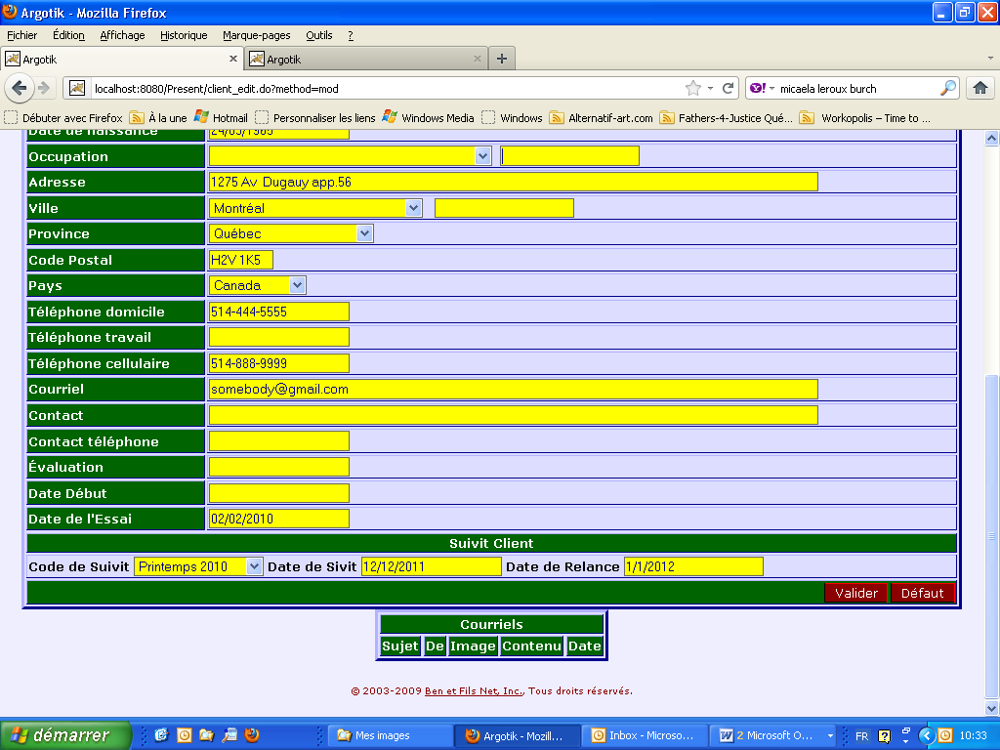 Argotik - Mozilla Firefox
Fichier Édition Affichage Historique Marque-pages Outils ?
Argotik Argotik
localhost:8080/Present/client_edit.do?method=mod micaela leroux burch
Débuter avec Firefox À la une Hotmail Personnaliser les liens Windows Media Windows Alternatif-art.com Fathers-4-Justice Qué... Workopolis – Time to ...
Date de naissance 24/05/1965
Occupation
Adresse 1275 Av Dugauy app.56
Ville Montréal
Province Québec
Code Postal H2V 1K5
Pays Canada
Téléphone domicile 514-444-5555
Téléphone travail
Téléphone cellulaire 514-888-9999
Courriel somebody@gmail.com
Contact
Contact téléphone
Évaluation
Date Début
Date de l'Essai 02/02/2010
Suivit Client
Code de Suivit Printemps 2010 Date de Sivit 12/12/2011 Date de Relance 1/1/2012
Valider Défaut
Courriels
Sujet De Image Contenu Date
© 2003-2009 Ben et Fils Net, Inc., Tous droits réservés.
démarrer Mes images Argotik - Mozill... Inbox - Microso... 2 Microsoft O... FR 10:33